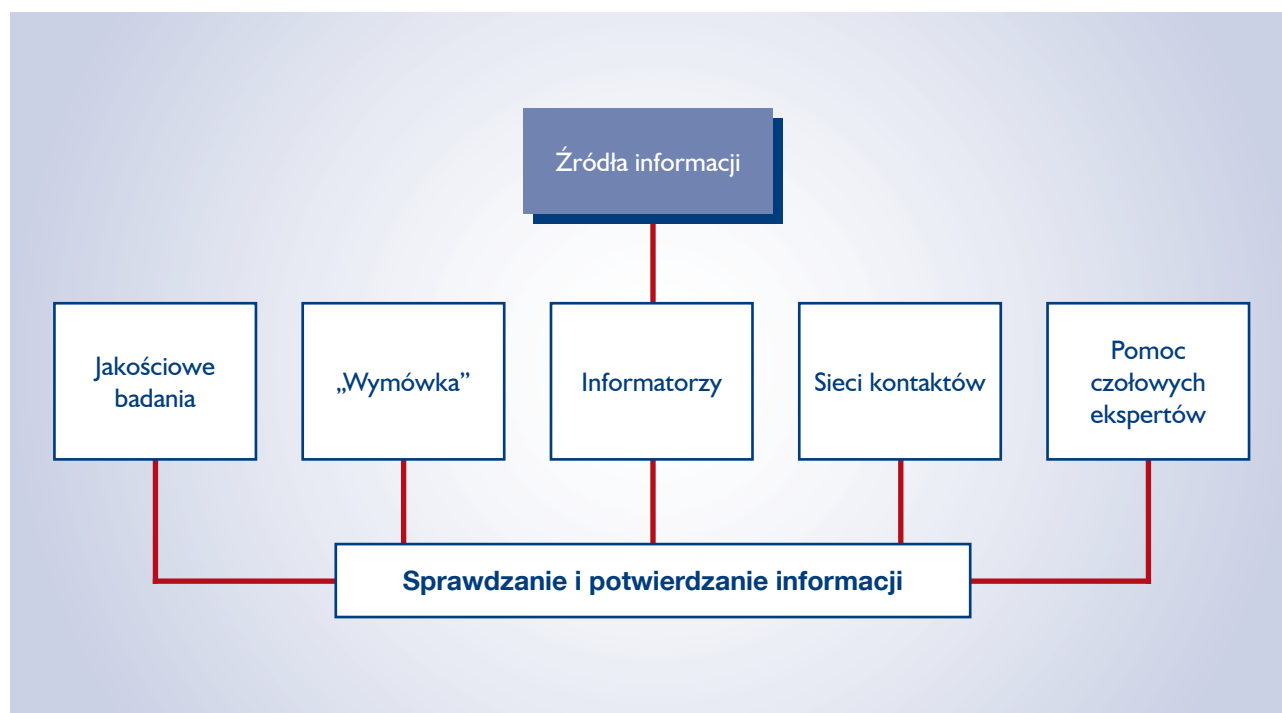 Źródła informacji
Jakościowe
badania
„Wymówka”
Informatorzy
Sieci kontaktów
Pomoc
czołowych
ekspertów
Sprawdzanie i potwierdzanie informacji